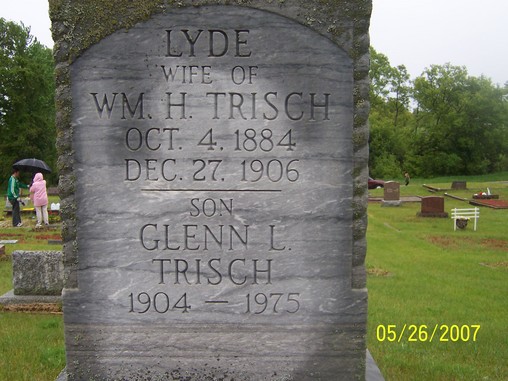 LYDE
WIFE OF
WM. H. TRISCH
OCT. 4, 1884
DEC. 27, 1906
SON
GLENN L.
TRISCH
1904 — 1975
05/26/2007